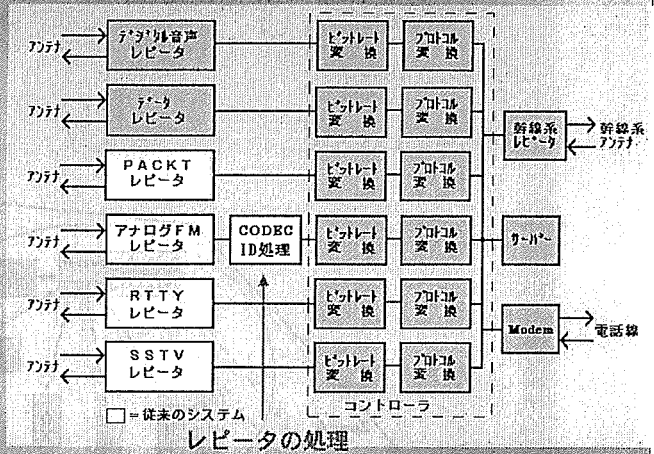 アンテナ
デジタル音声
レピータ
ビットレート
変換
プロトコル
変換
アンテナ
データ
レピータ
ビットレート
変換
プロトコル
変換
幹線系
レピータ
幹線系
アンテナ
アンテナ
PACKT
レピータ
ビットレート
変換
プロトコル
変換
アンテナ
アナログFM
レピータ
CODEC
ID処理
ビットレート
変換
プロトコル
変換
サーバー
アンテナ
RTTY
レピータ
ビットレート
変換
プロトコル
変換
Modem
電話線
アンテナ
SSTV
レピータ
ビットレート
変換
プロトコル
変換
コントローラ
□=従来のシステム
レピータの処理